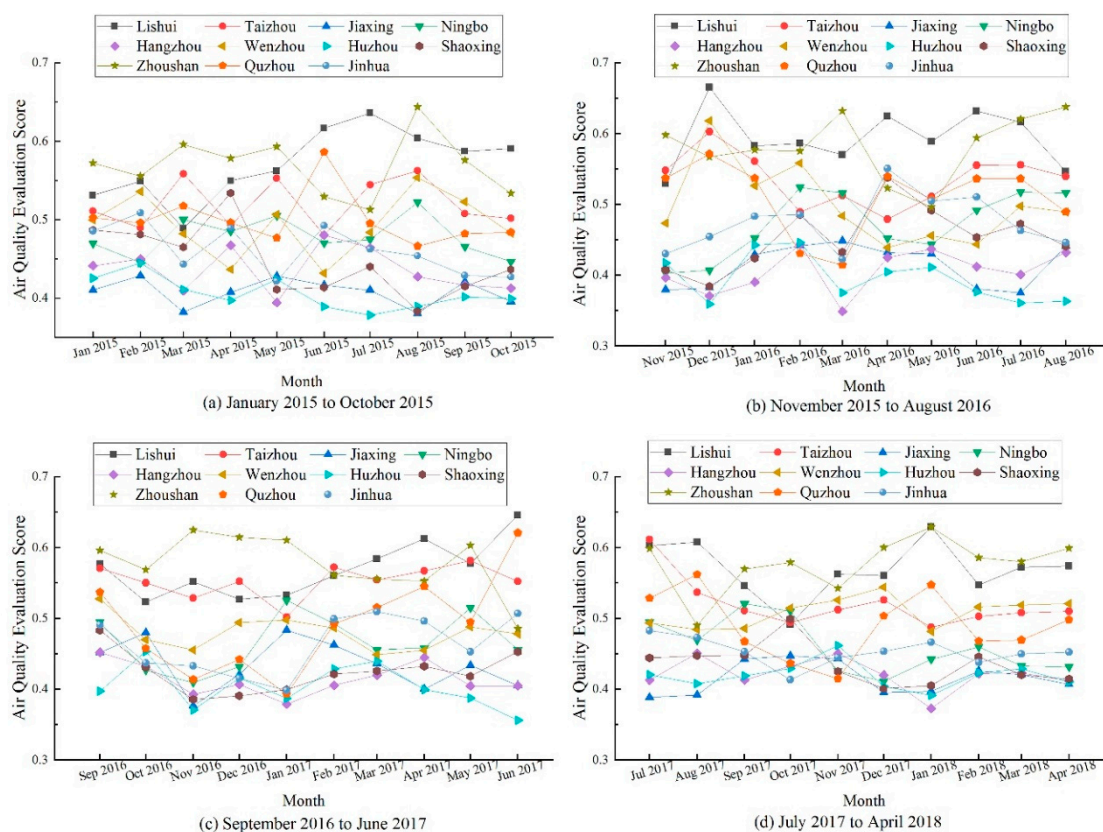 Lishui Taizhou Jiaxing Ningbo
Hangzhou Wenzhou Huzhou Shaoxing
Zhoushan Quzhou Jinhua
Air Quality Evaluation Score
0.7
0.6
0.5
0.4
Jan 2015 Feb 2015 Mar 2015 Apr 2015 May 2015 Jun 2015 Jul 2015 Aug 2015 Sep 2015 Oct 2015
Month
(a) January 2015 to October 2015
Lishui Taizhou Jiaxing Ningbo
Hangzhou Wenzhou Huzhou Shaoxing
Zhoushan Quzhou Jinhua
Air Quality Evaluation Score
0.7
0.6
0.5
0.4
0.3
Nov 2015 Dec 2015 Jan 2016 Feb 2016 Mar 2016 Apr 2016 May 2016 Jun 2016 Jul 2016 Aug 2016
Month
(b) November 2015 to August 2016
Lishui Taizhou Jiaxing Ningbo
Hangzhou Wenzhou Huzhou Shaoxing
Zhoushan Quzhou Jinhua
Air Quality Evaluation Score
0.7
0.6
0.5
0.4
0.3
Sep 2016 Oct 2016 Nov 2016 Dec 2016 Jan 2017 Feb 2017 Mar 2017 Apr 2017 May 2017 Jun 2017
Month
(c) September 2016 to June 2017
Lishui Taizhou Jiaxing Ningbo
Hangzhou Wenzhou Huzhou Shaoxing
Zhoushan Quzhou Jinhua
Air Quality Evaluation Score
0.7
0.6
0.5
0.4
0.3
Jul 2017 Aug 2017 Sep 2017 Oct 2017 Nov 2017 Dec 2017 Jan 2018 Feb 2018 Mar 2018 Apr 2018
Month
(d) July 2017 to April 2018